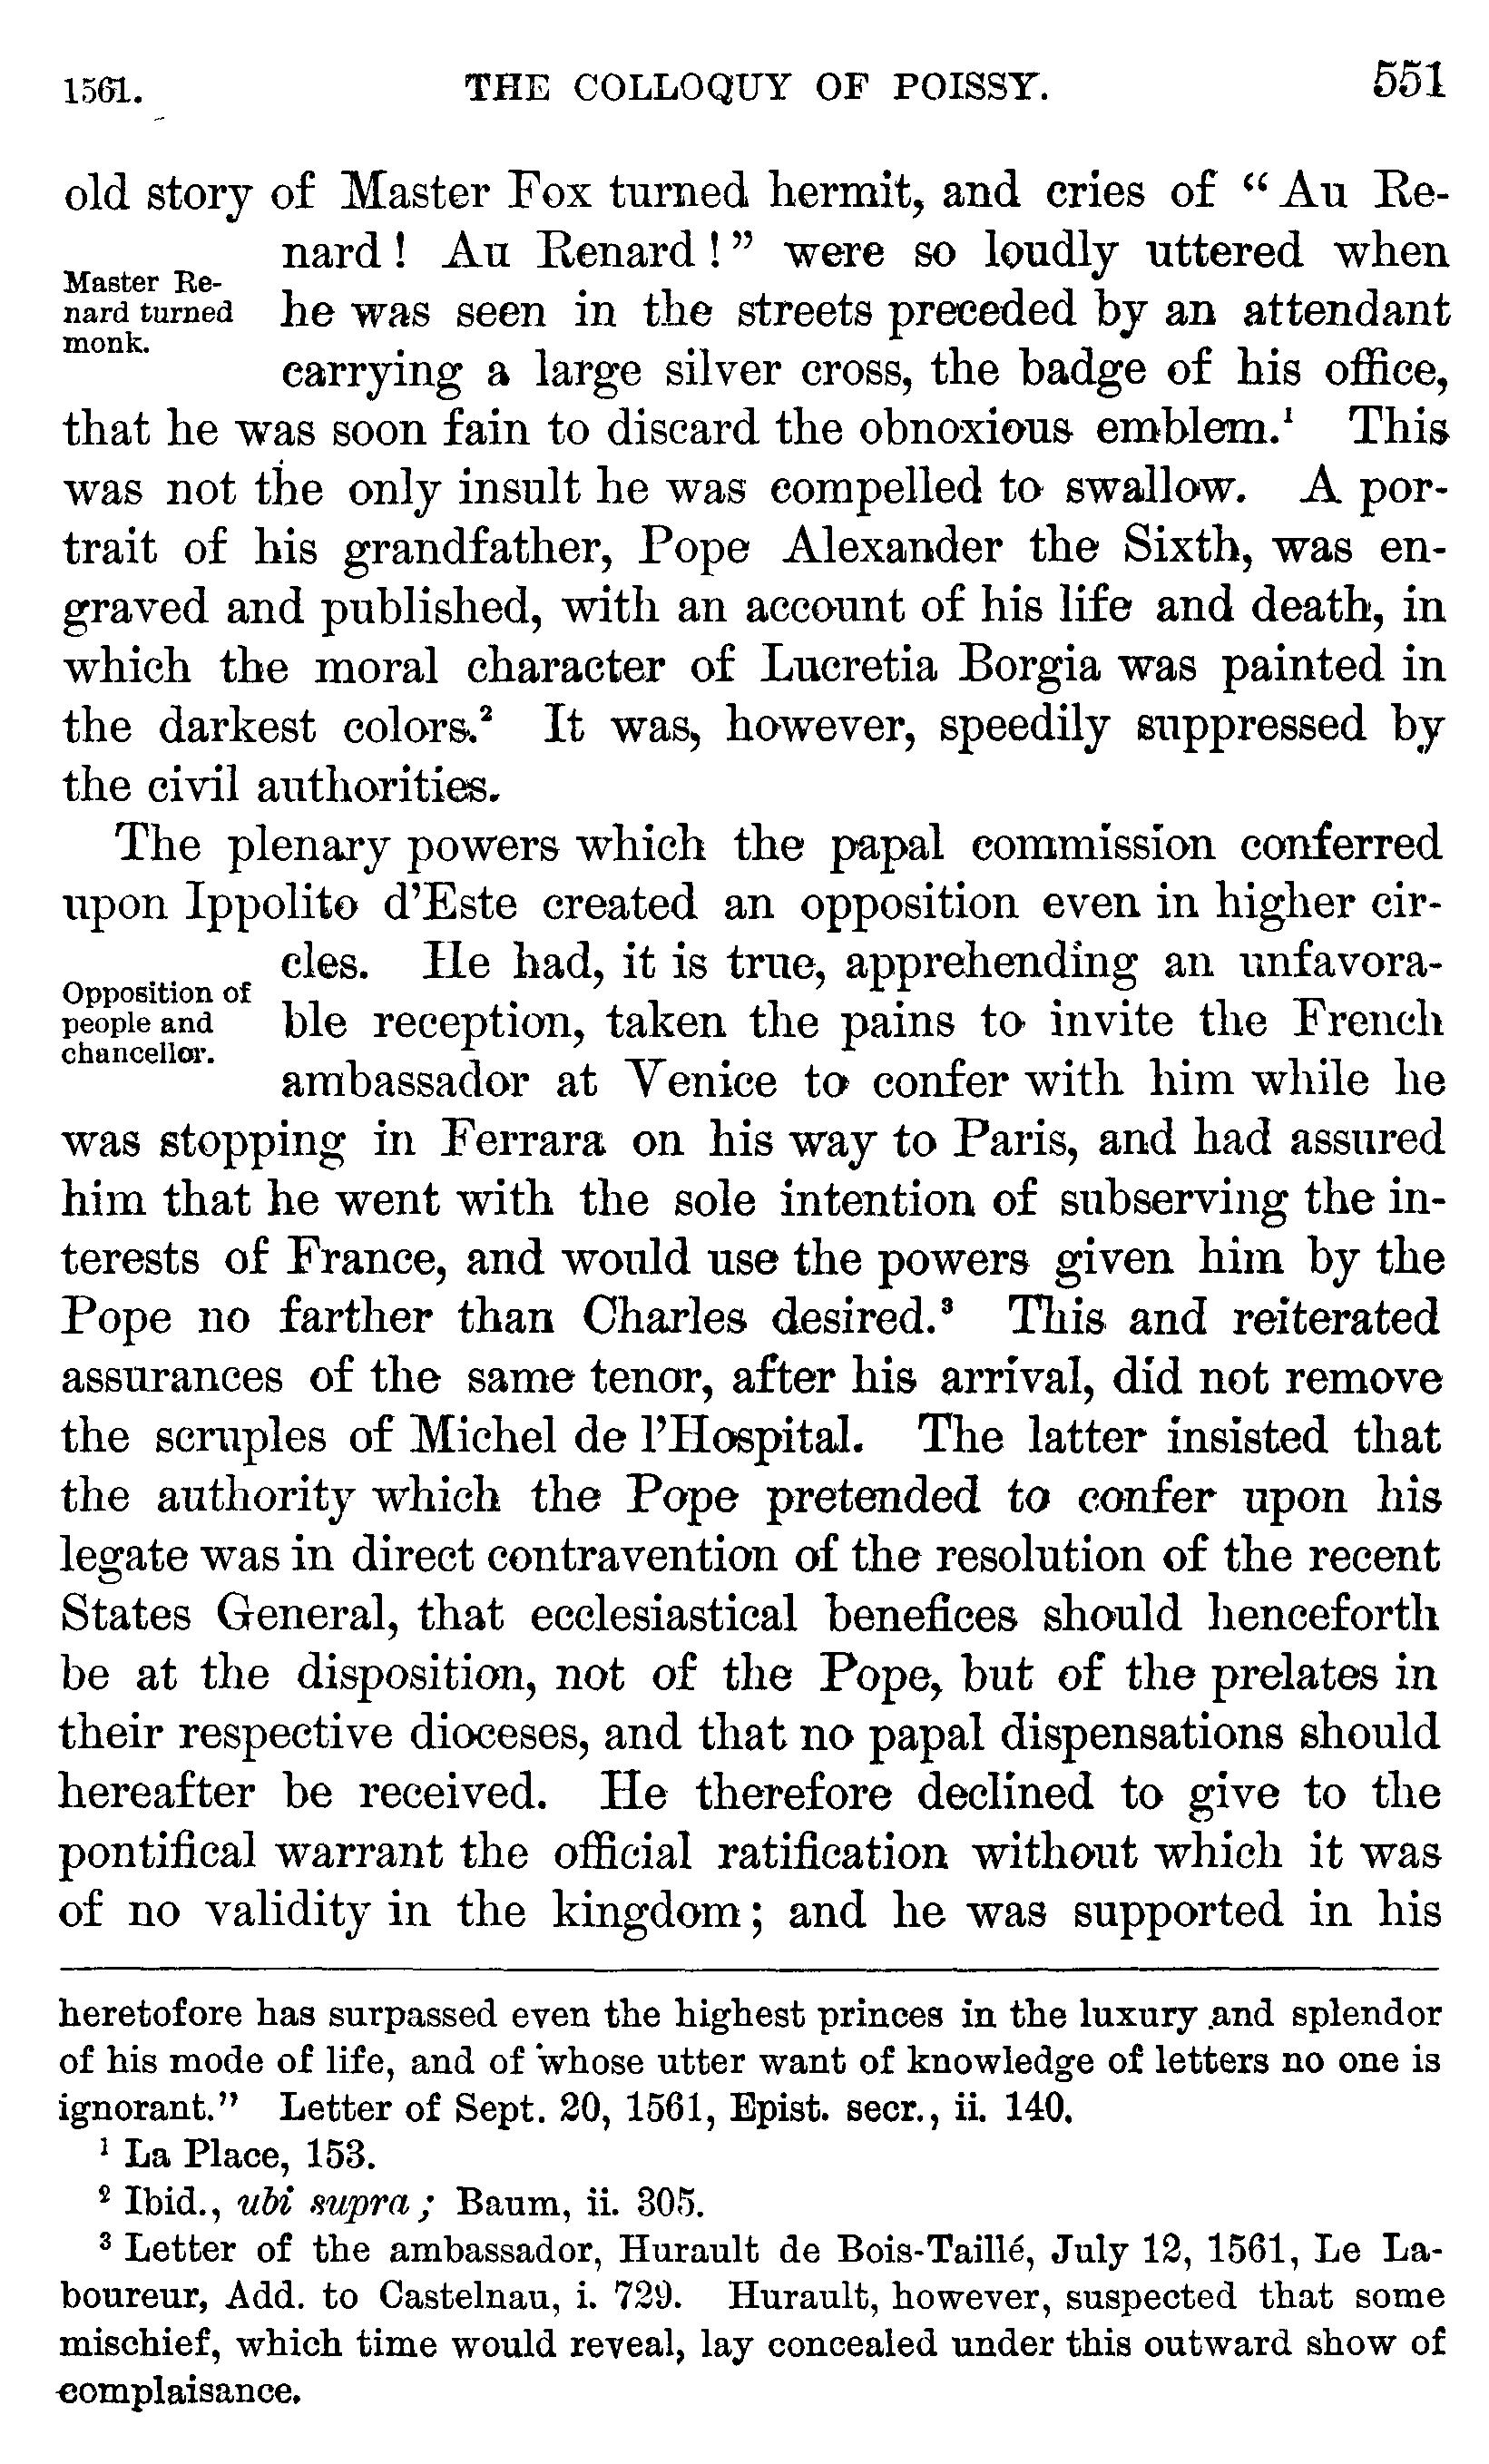 1561. THE COLLOQUY OF POISSY. 551
old story of Master Fox turned hermit, and cries of “Au Re-
nard! Au Renard!” were so loudly uttered when
Master Re-
nard turned
monk.
he was seen in the streets preceded by an attendant
carrying a large silver cross, the badge of his office,
that he was soon fain to discard the obnoxious emblem.¹ This
was not the only insult he was compelled to swallow. A por-
trait of his grandfather, Pope Alexander the Sixth, was en-
graved and published, with an account of his life and death, in
which the moral character of Lucretia Borgia was painted in
the darkest colors.² It was, however, speedily suppressed by
the civil authorities.
The plenary powers which the papal commission conferred
upon Ippolito d’Este created an opposition even in higher cir-
cles. He had, it is true, apprehending an unfavora-
Opposition of
people and
chancellor.
ble reception, taken the pains to invite the French
ambassador at Venice to confer with him while he
was stopping in Ferrara on his way to Paris, and had assured
him that he went with the sole intention of subserving the in-
terests of France, and would use the powers given him by the
Pope no farther than Charles desired.³ This and reiterated
assurances of the same tenor, after his arrival, did not remove
the scruples of Michel de l’Hospital. The latter insisted that
the authority which the Pope pretended to confer upon his
legate was in direct contravention of the resolution of the recent
States General, that ecclesiastical benefices should henceforth
be at the disposition, not of the Pope, but of the prelates in
their respective dioceses, and that no papal dispensations should
hereafter be received. He therefore declined to give to the
pontifical warrant the official ratification without which it was
of no validity in the kingdom; and he was supported in his
heretofore has surpassed even the highest princes in the luxury and splendor
of his mode of life, and of whose utter want of knowledge of letters no one is
ignorant.” Letter of Sept. 20, 1561, Epist. secr., ii. 140.
¹ La Place, 153.
² Ibid., ubi supra; Baum, ii. 305.
³ Letter of the ambassador, Hurault de Bois-Taillé, July 12, 1561, Le La-
boureur, Add. to Castelnau, i. 729. Hurault, however, suspected that some
mischief, which time would reveal, lay concealed under this outward show of
complaisance.